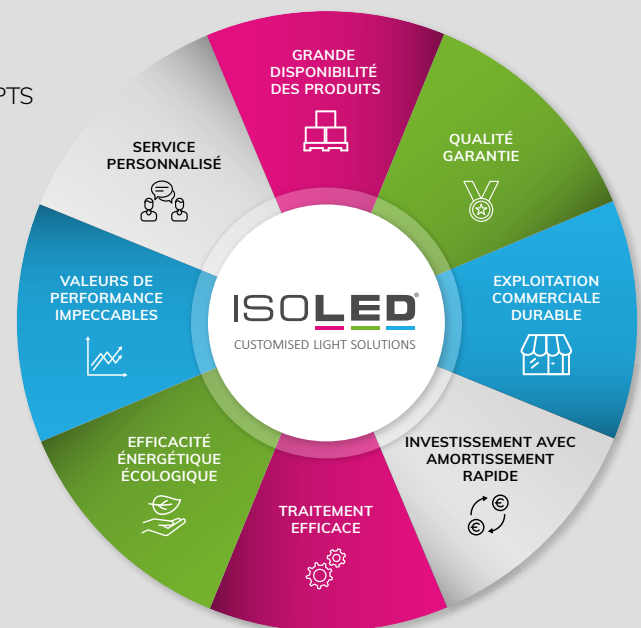 PTS
GRANDE
DISPONIBILITÉ
DES PRODUITS
QUALITÉ
GARANTIE
EXPLOITATION
COMMERCIALE
DURABLE
INVESTISSEMENT AVEC
AMORTISSEMENT
RAPIDE
TRAITEMENT
EFFICACE
EFFICACITÉ
ÉNERGÉTIQUE
ÉCOLOGIQUE
VALEURS DE
PERFORMANCE
IMPECCABLES
SERVICE
PERSONNALISÉ
ISOLED®
CUSTOMISED LIGHT SOLUTIONS